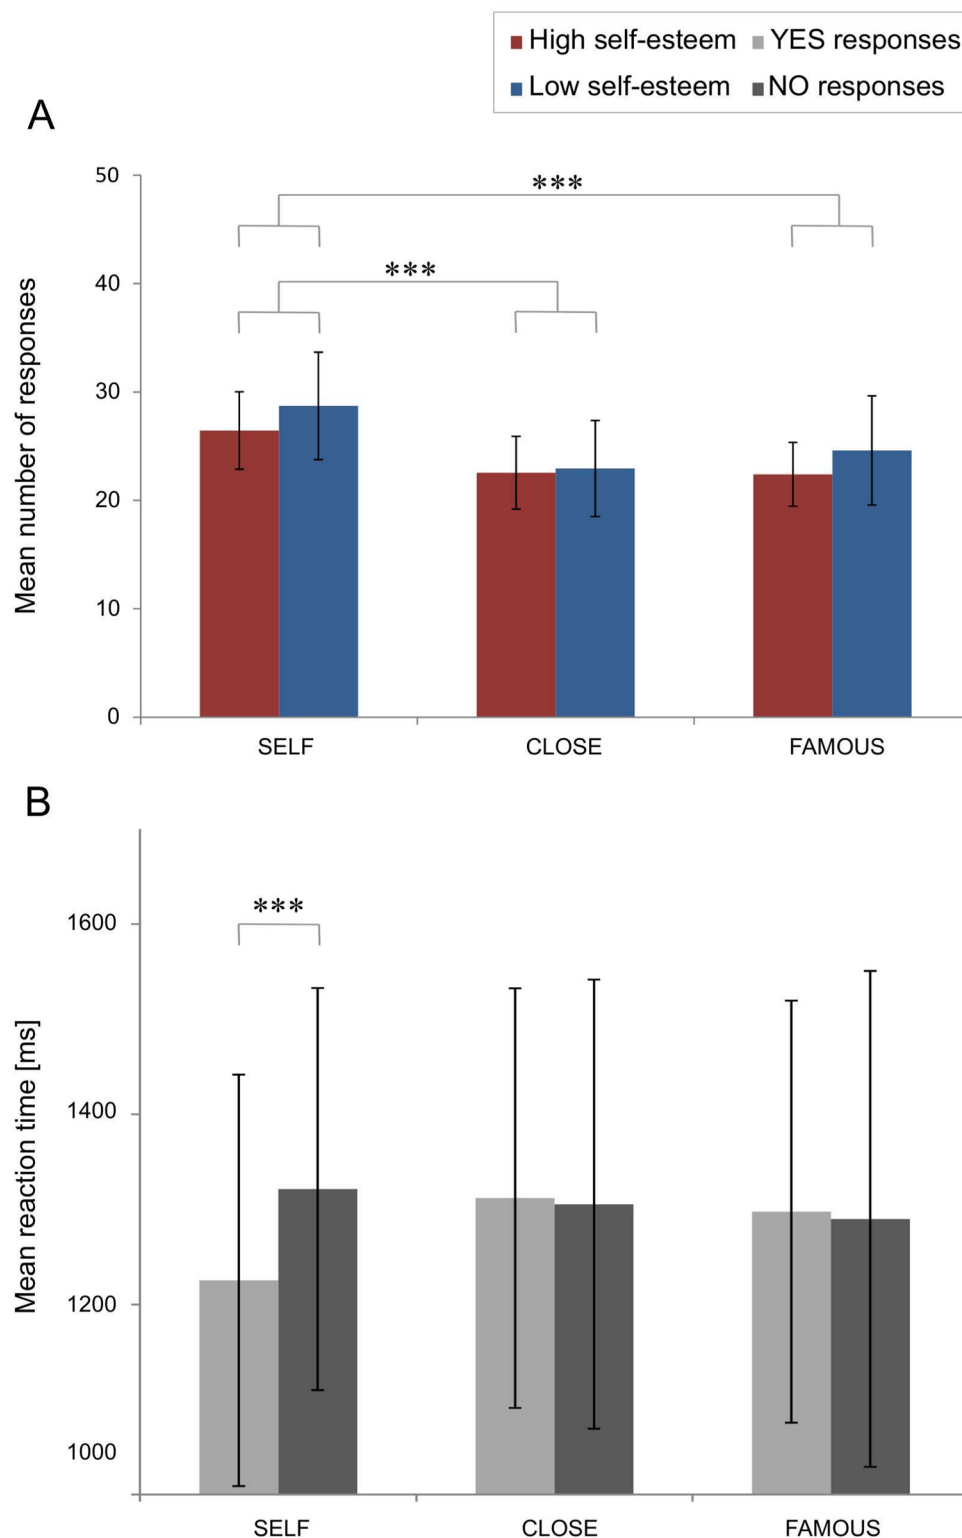 High self-esteem YES responses
Low self-esteem NO responses
A
50
40
30
20
10
0
Mean number of responses
***
***
SELF CLOSE FAMOUS
B
1600
1400
1200
1000
Mean reaction time [ms]
***
SELF CLOSE FAMOUS